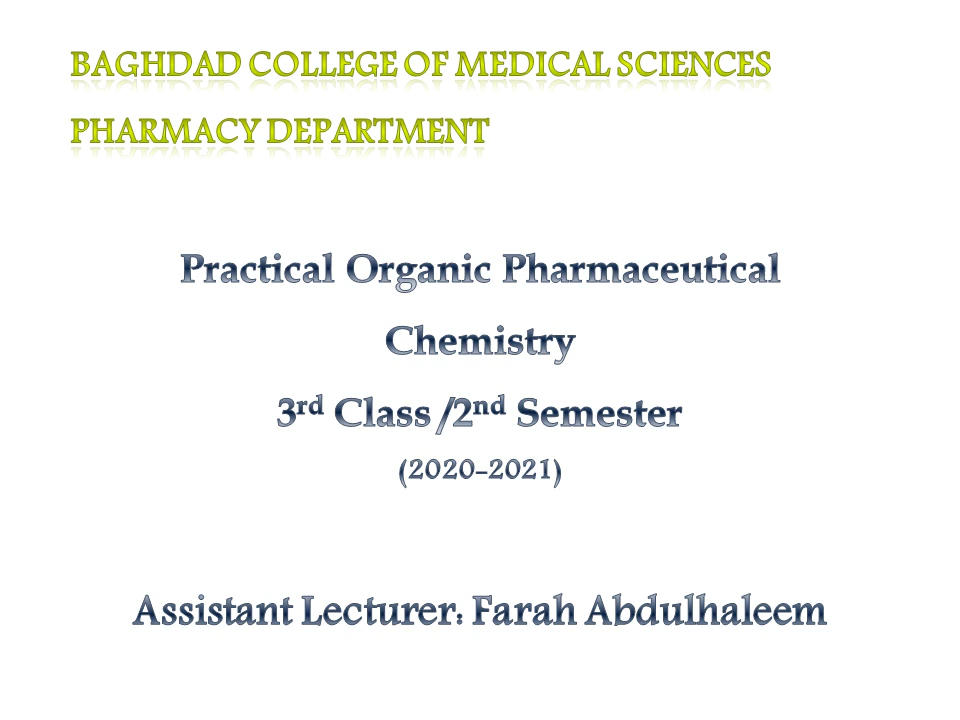 BAGHDAD COLLEGE OF MEDICAL SCIENCES
PHARMACY DEPARTMENT
Practical Organic Pharmaceutical
Chemistry
3rd Class /2nd Semester
(2020-2021)
Assistant Lecturer: Farah Abdulhaleem